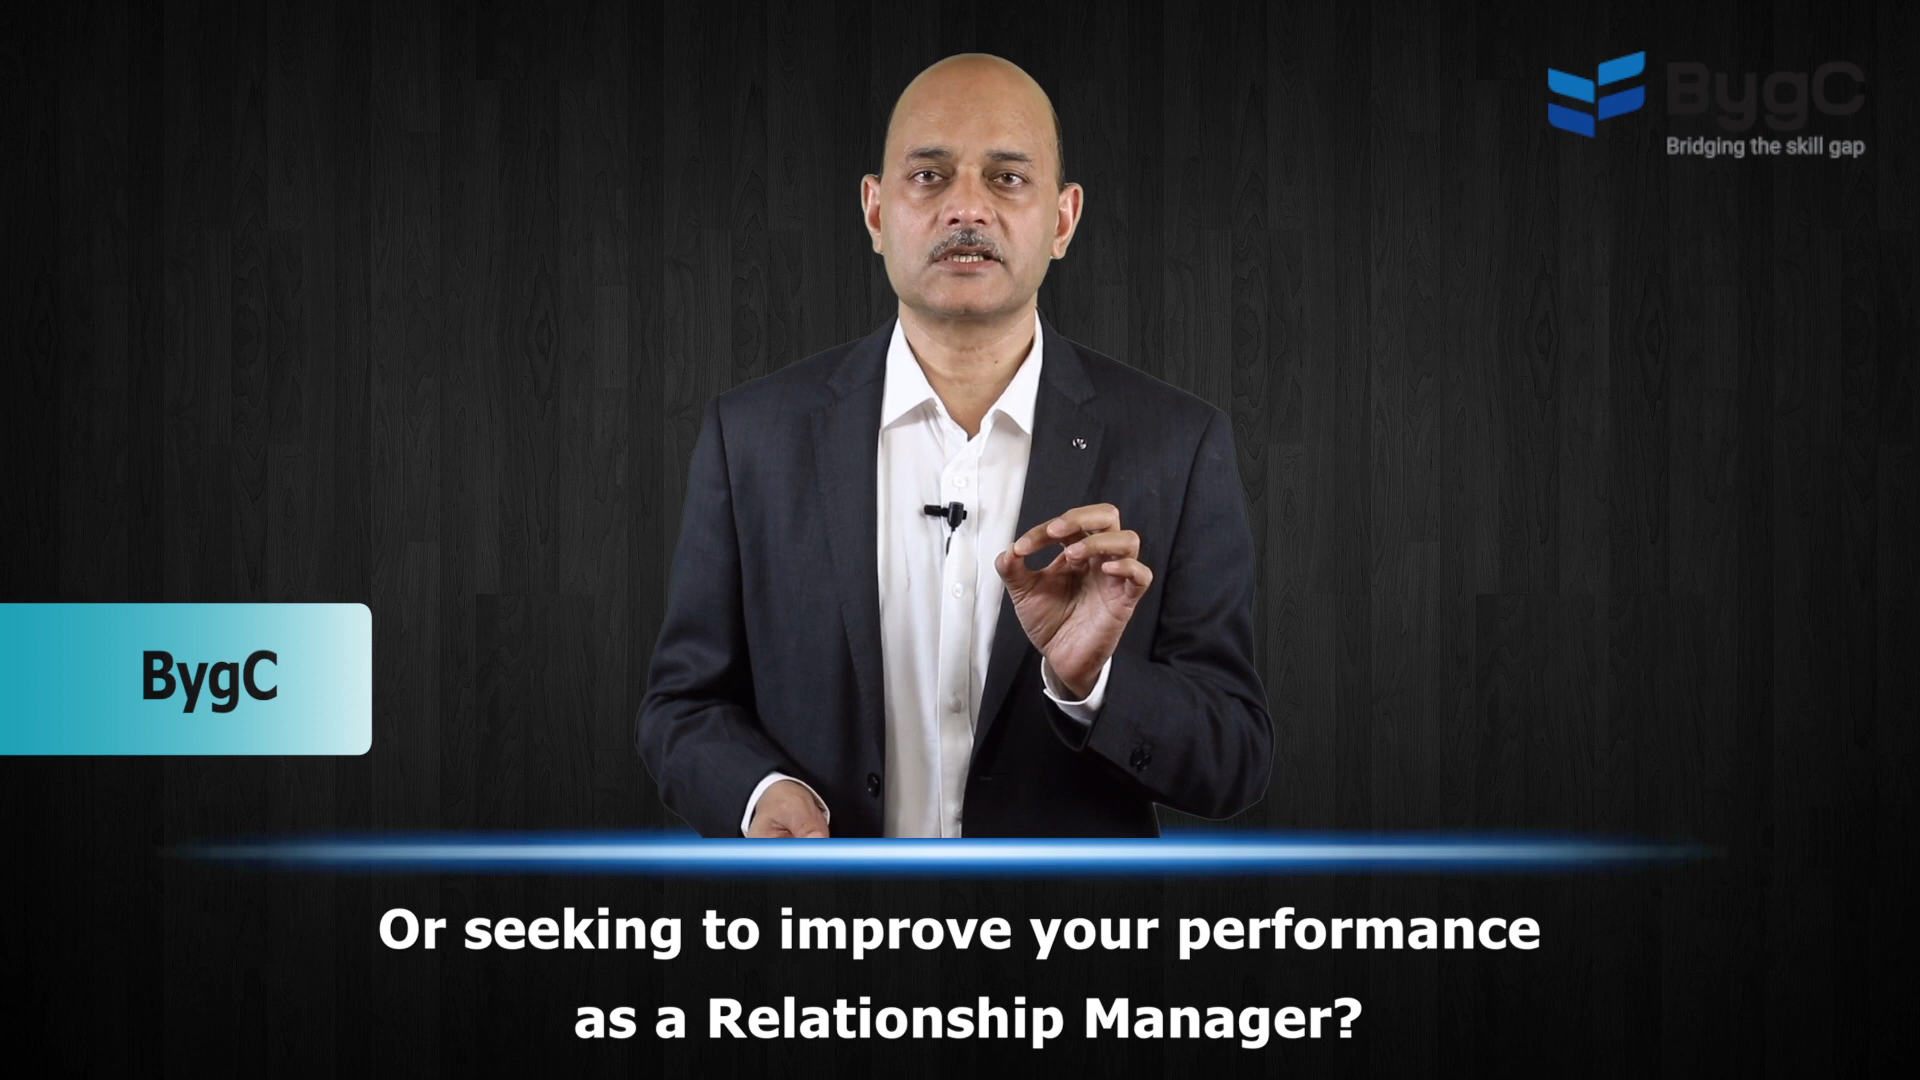 BygC
Bridging the skill gap
BygC
Or seeking to improve your performance
as a Relationship Manager?